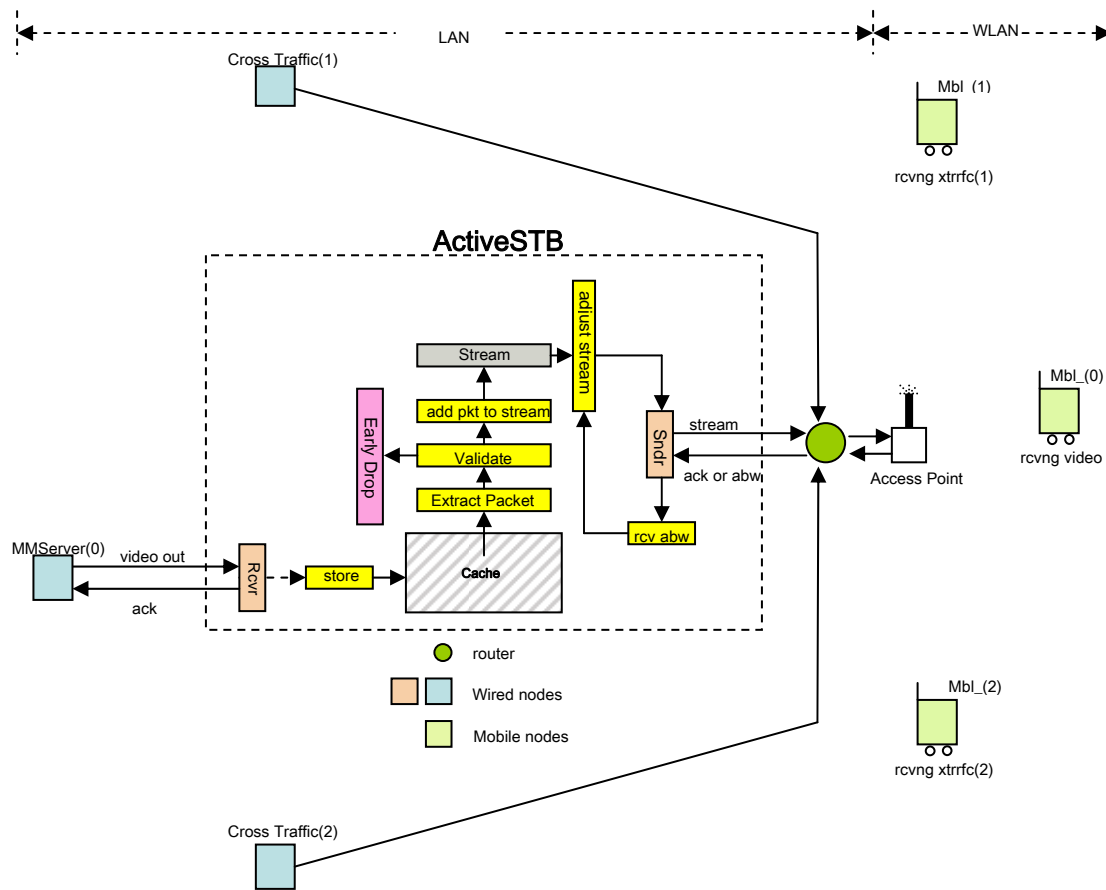 LAN
WLAN
Cross Traffic(1)
Mbl_(1)
rcvng xtrrfc(1)
ActiveSTB
adjust stream
Stream
Early Drop
add pkt to stream
Validate
Extract Packet
Sndr
stream
ack or abw
rcv abw
Access Point
Mbl_(0)
rcvng video
MMServer(0)
video out
ack
Rcvr
store
Cache
router
Wired nodes
Mobile nodes
Mbl_(2)
rcvng xtrrfc(2)
Cross Traffic(2)